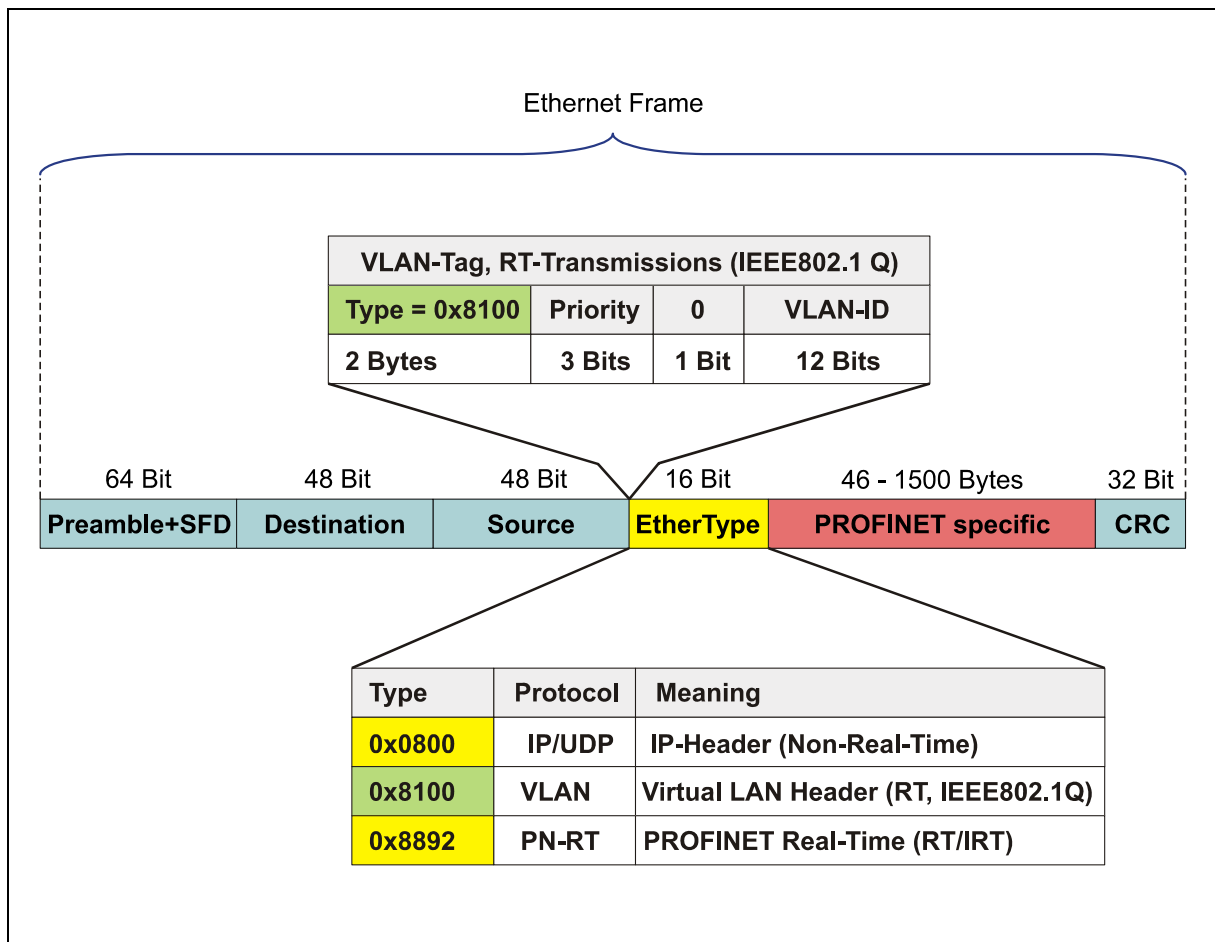 Ethernet Frame
VLAN-Tag, RT-Transmissions (IEEE802.1 Q)
Type = 0x8100 Priority 0 VLAN-ID
2 Bytes 3 Bits 1 Bit 12 Bits
64 Bit 48 Bit 48 Bit 16 Bit 46 - 1500 Bytes 32 Bit
Preamble+SFD Destination Source EtherType PROFINET specific CRC
Type Protocol Meaning
0x0800 IP/UDP IP-Header (Non-Real-Time)
0x8100 VLAN Virtual LAN Header (RT, IEEE802.1Q)
0x8892 PN-RT PROFINET Real-Time (RT/IRT)